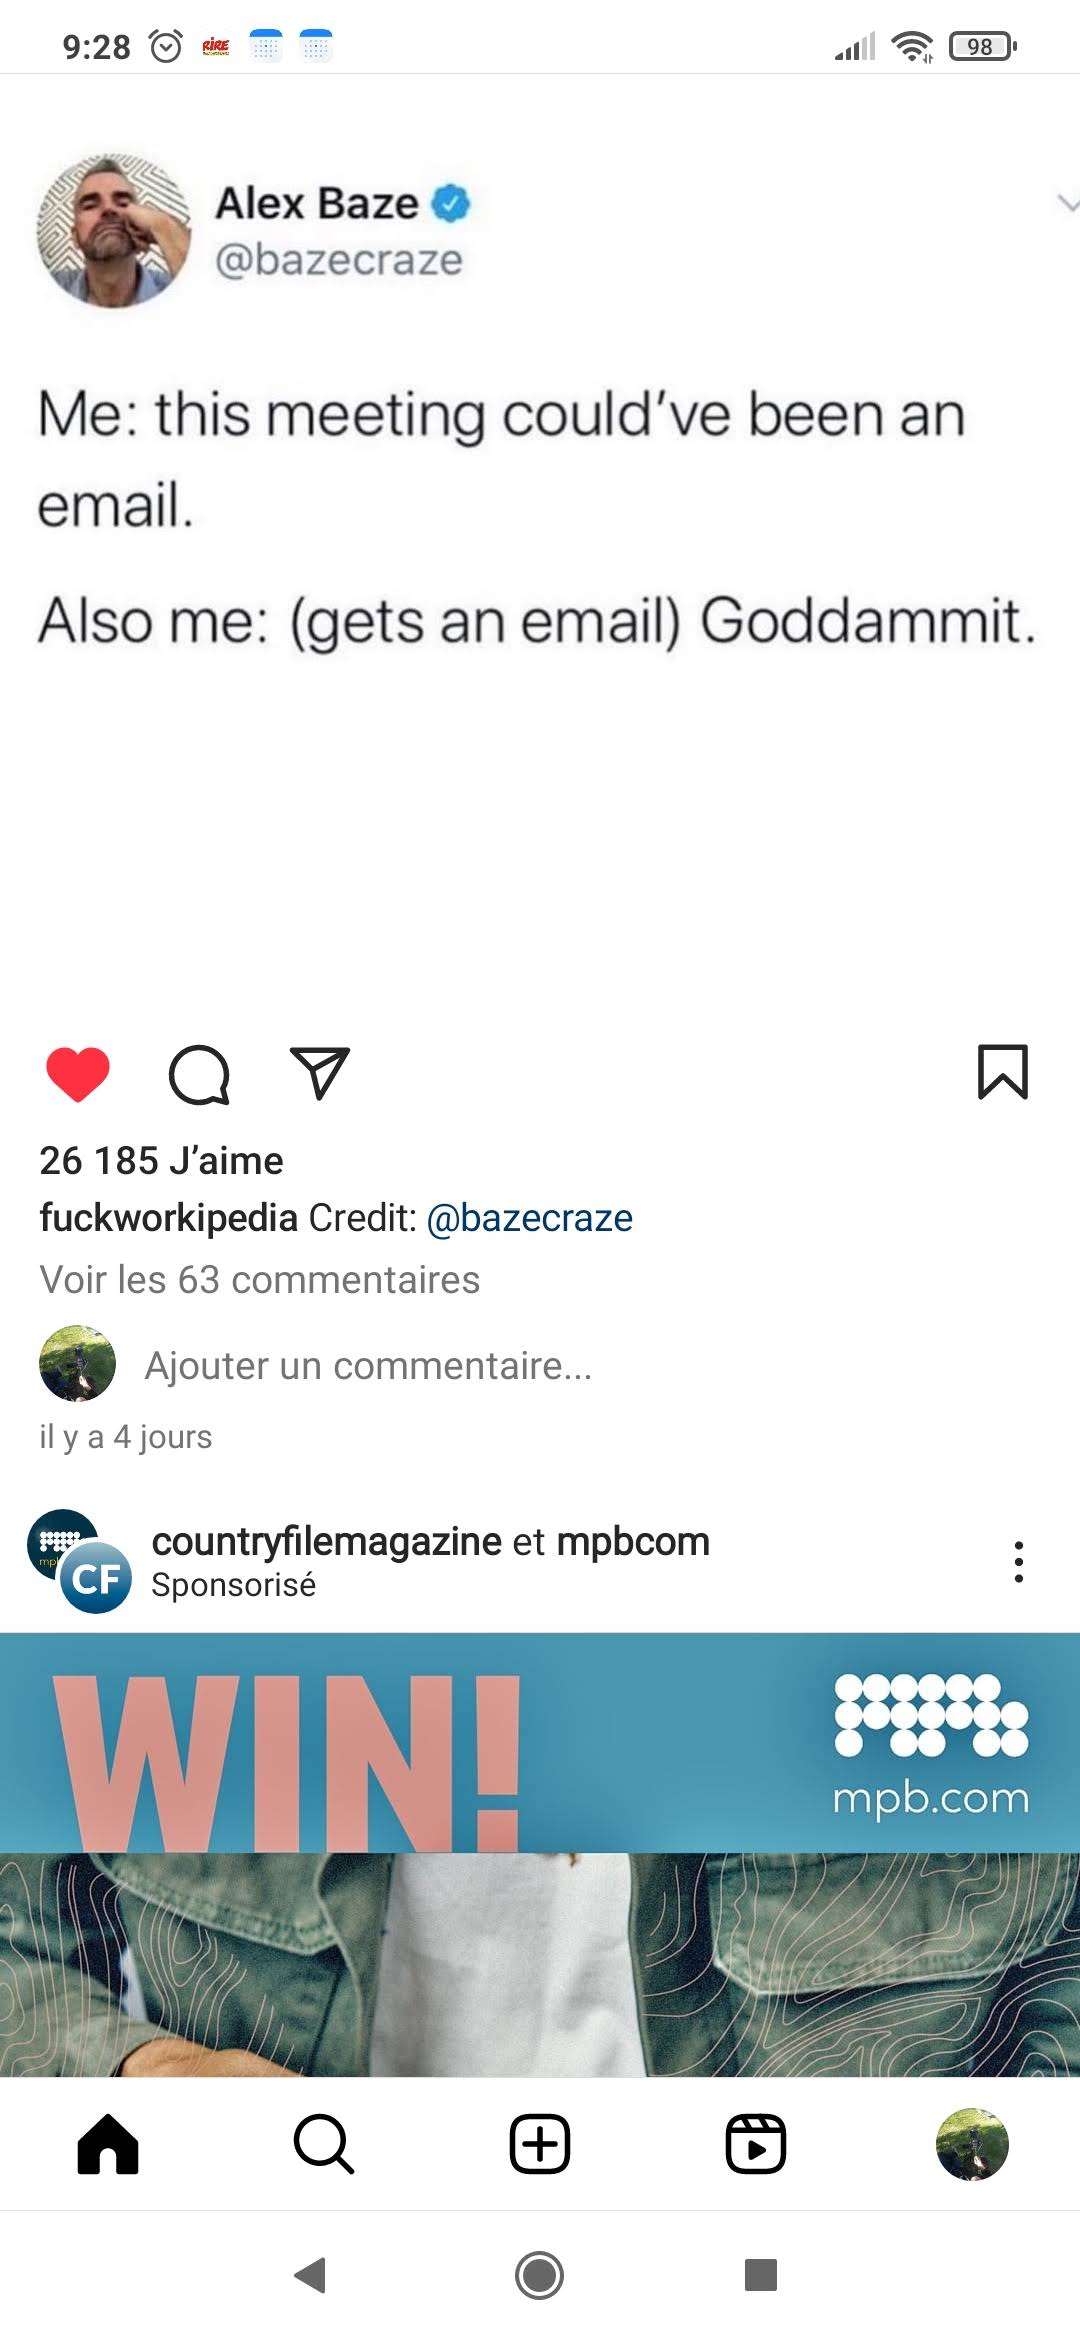 9:28
RiRE
98
Alex Baze
@bazecraze
Me: this meeting could've been an
email.
Also me: (gets an email) Goddammit.
26 185 J'aime
fuckworkipedia Credit: @bazecraze
Voir les 63 commentaires
Ajouter un commentaire...
il y a 4 jours
countryfilemagazine et mpbcom
CF
Sponsorisé
WIN!
mpb.com